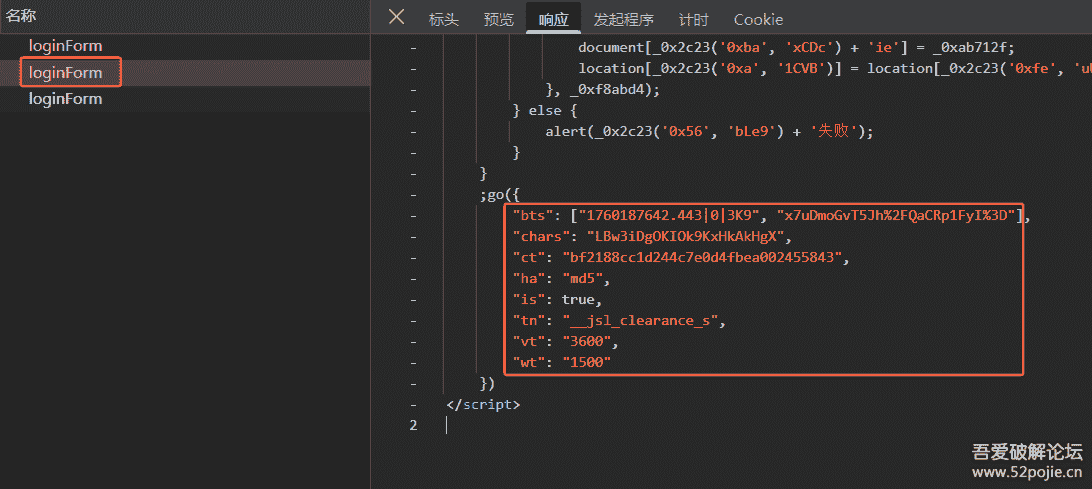 名称
loginForm
loginForm
loginForm
标头 预览 响应 发起程序 计时 Cookie
- document[_0x2c23('0xba', 'xCDc') + 'ie'] = _0xab712f;
- location[_0x2c23('0xa', '1CVB')] = location[_0x2c23('0xfe',
- }, _0xf8abd4);
- } else {
- alert(_0x2c23('0x56', 'bLe9') + '失败');
- }
- }
- ;go({
- "bts": ["1760187642.443|0|3K9", "x7uDmoGvT5Jh%2FQaCRp1FyI%3D"],
- "chars": "LBw3iDgOKIOk9KxHkAkHgX",
- "ct": "bf2188cc1d244c7e0d4fbea002455843",
- "ha": "md5",
- "is": true,
- "tn": "__jsl_clearance_s",
- "vt": "3600",
- "wt": "1500"
- })
- </script>
2
吾爱破解论坛
www.52pojie.cn